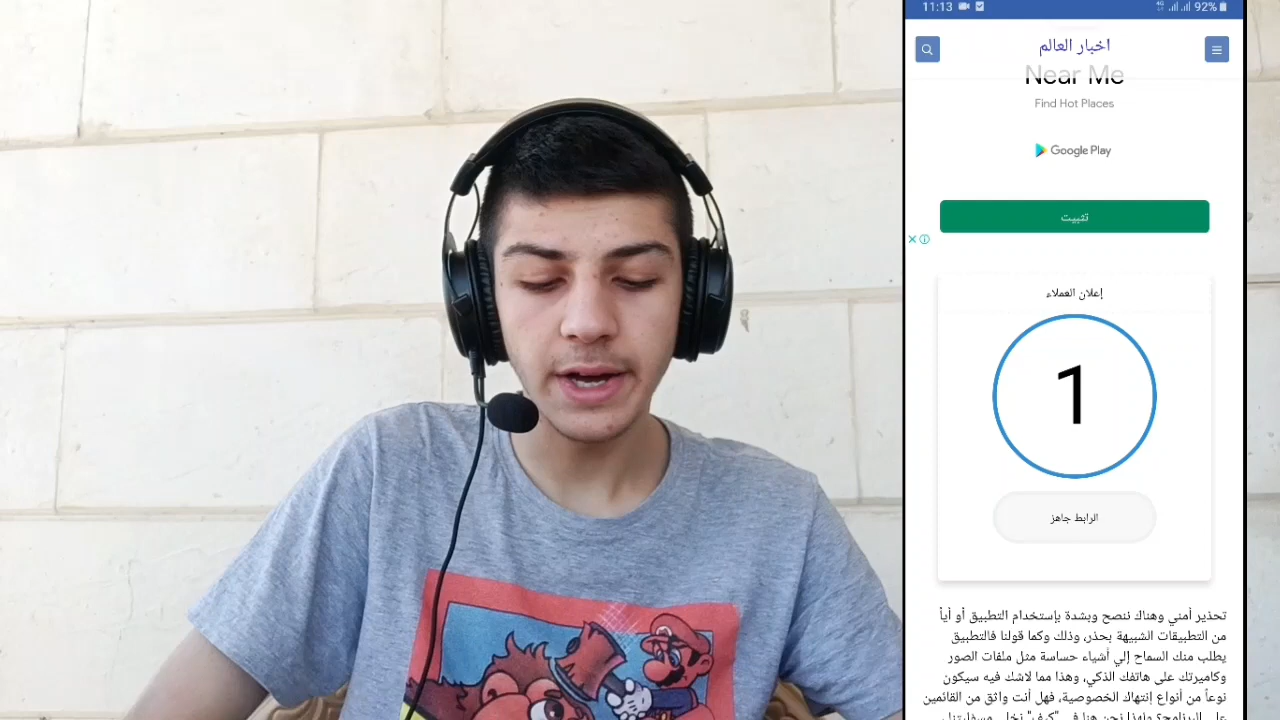 11:13
4G
92%
اخبار العالم
Near Me
Find Hot Places
Google Play
تثبيت
إعلان العملاء
1
الرابط جاهز
تحذير أمني وهناك ننصح وبشدة بإستخدام التطبيق أو أياً
من التطبيقات الشبيهة بحذر، وذلك وكما قولنا فالتطبيق
يطلب منك السماح إلي أشياء حساسة مثل ملفات الصور
وكاميرتك على هاتفك الذكي، وهذا مما لاشك فيه سيكون
نوعاً من أنواع إنتهاك الخصوصية، فهل أنت واثق من القائمين